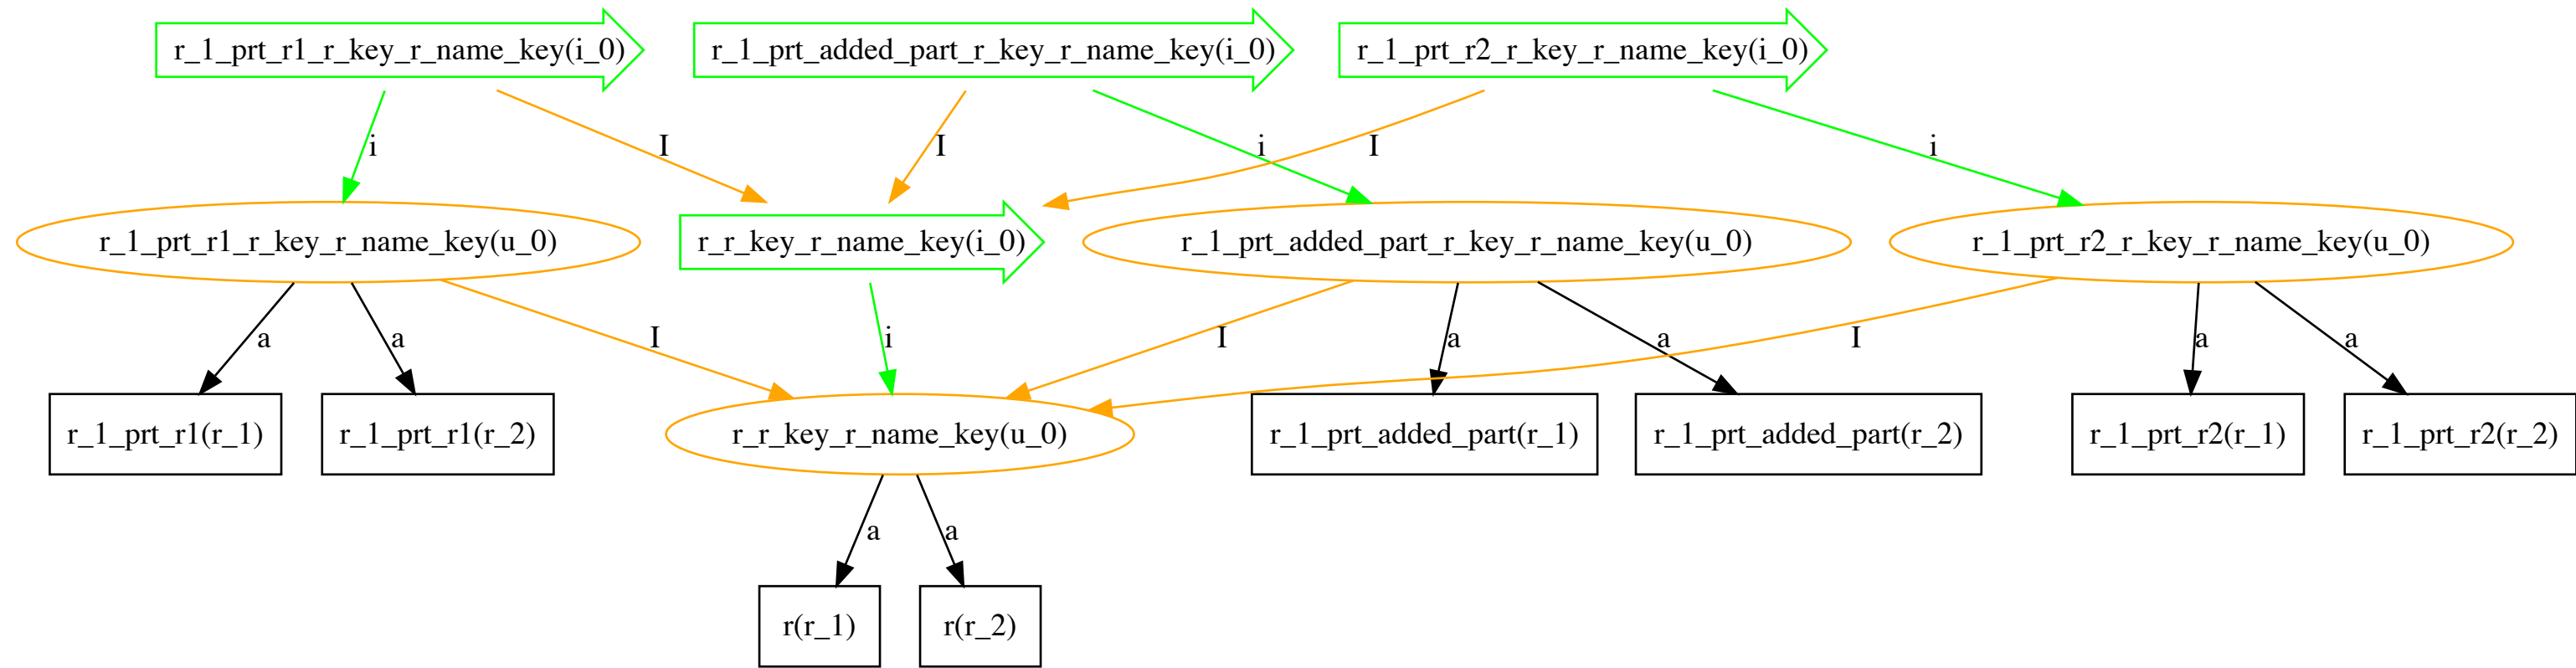 r_1_prt_r1_r_key_r_name_key(i_0) r_1_prt_added_part_r_key_r_name_key(i_0) r_1_prt_r2_r_key_r_name_key(i_0)
i I I i I i
r_1_prt_r1_r_key_r_name_key(u_0) r_r_key_r_name_key(i_0) r_1_prt_added_part_r_key_r_name_key(u_0) r_1_prt_r2_r_key_r_name_key(u_0)
a a I i I a a I a a
r_1_prt_r1(r_1) r_1_prt_r1(r_2) r_r_key_r_name_key(u_0) r_1_prt_added_part(r_1) r_1_prt_added_part(r_2) r_1_prt_r2(r_1) r_1_prt_r2(r_2)
a a
r(r_1) r(r_2)